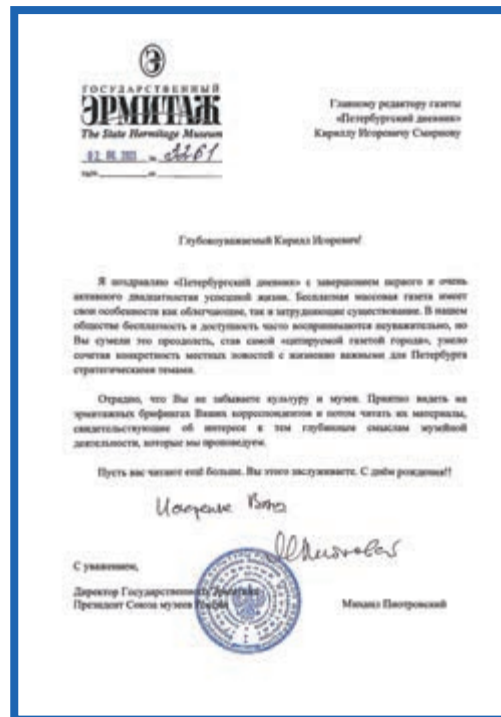 Э
ГОСУДАРСТВЕННЫЙ
ЭРМИТАЖ
The State Hermitage Museum
№ 3261
Главному редактору газеты
«Петербургский дневник»
Кириллу Игоревичу Смирнову
Глубокоуважаемый Кирилл Игоревич!
Я поздравляю «Петербургский дневник» с завершением первого и очень
активного двадцатилетия успешной жизни. Бесплатная массовая газета имеет
свои особенности как облегчающие, так и затрудняющие существование. В нашем
обществе бесплатность и доступность часто воспринимаются неуважительно, но
Вы сумели это преодолеть, став самой «цитируемой газетой города», умело
сочетая конкретность местных новостей с жизненно важными для Петербурга
стратегическими темами.
Отрадно, что Вы не забываете культуру и музеи. Приятно видеть на
эрмитажных брифингах Ваших корреспондентов и потом читать их материалы,
свидетельствующие об интересе к тем глубинным смыслам музейной
деятельности, которые мы проповедуем.
Пусть вас читают ещё больше. Вы этого заслуживаете. С днём рождения!!
Искренне Ваш
С уважением,
Директор Государственного Эрмитажа
Президент Союза музеев России
Михаил Пиотровский